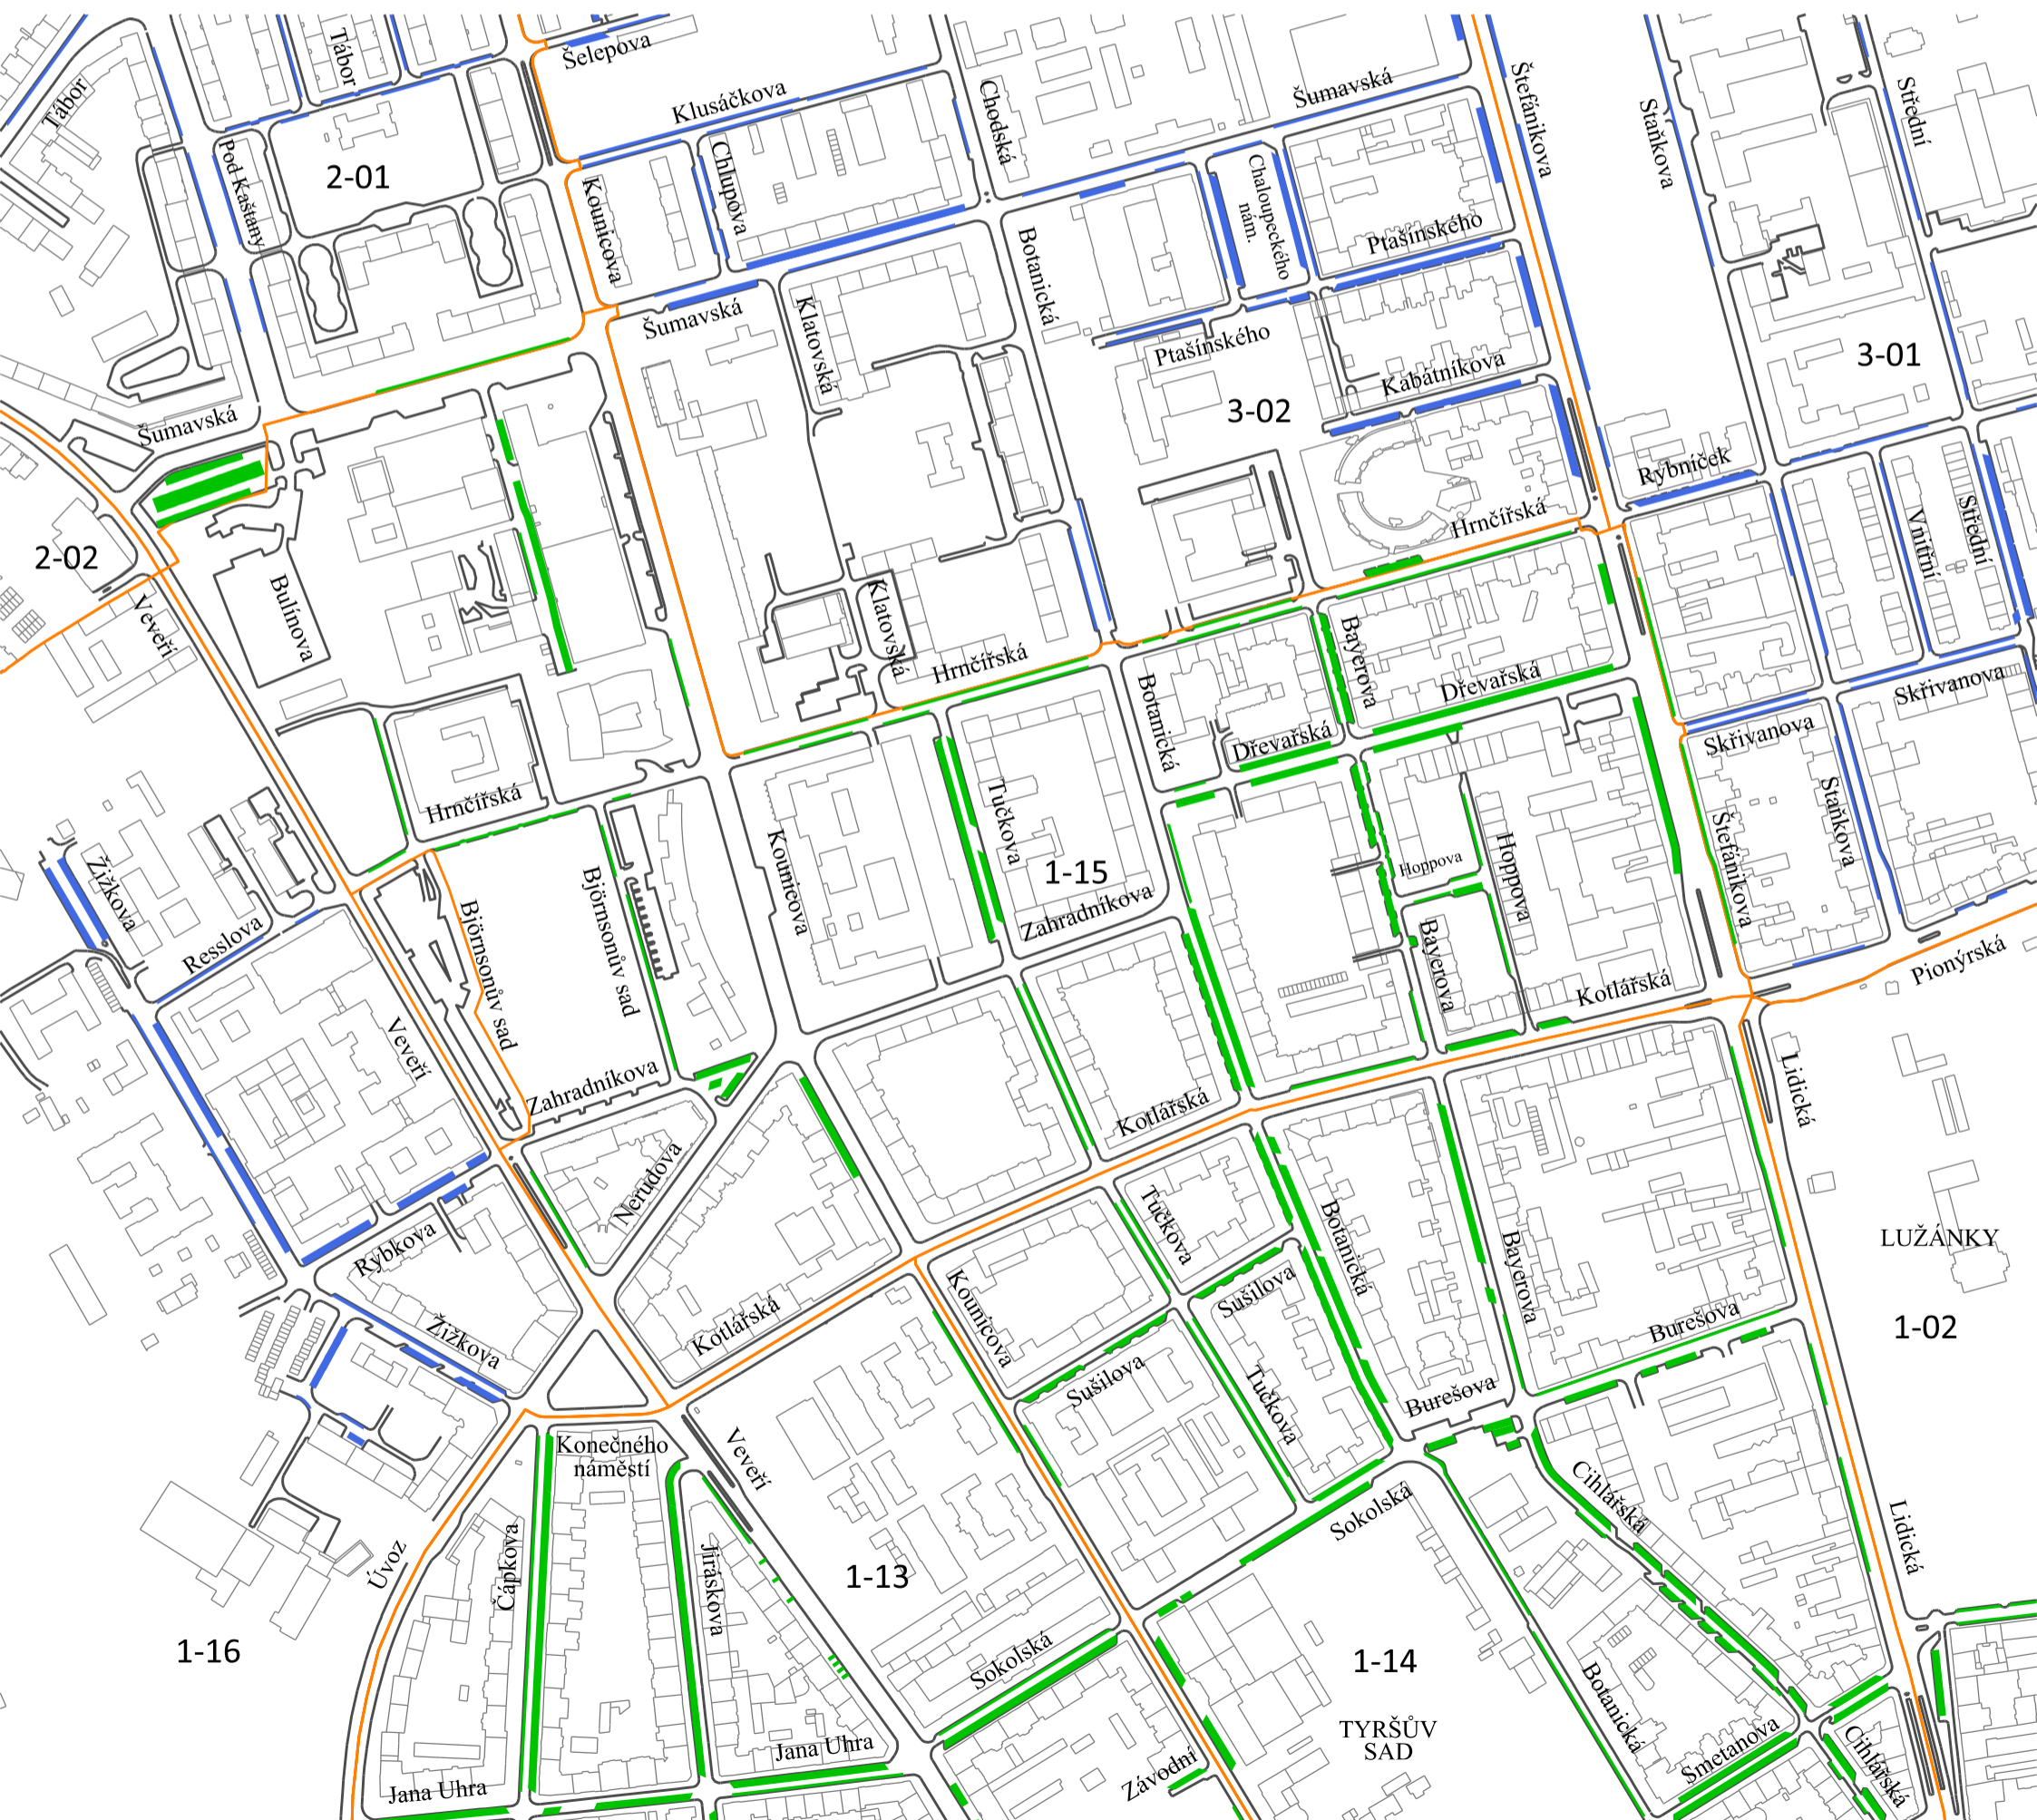 Šelepova
Tábor
Tábor
Klusáčkova
Chodská
Šumavská
Štefánikova
Staňkova
Střední
2-01
Pod Kaštany
Kounicova
Chlupova
Chaloupeckého
nám.
Ptašínského
Botanická
Šumavská
Klatovská
Ptašínského
Kabátníkova
3-01
3-02
Šumavská
Rybníček
Hrnčířská
Vnitřní
Střední
2-02
Veveří
Bulínova
Klatovská
Hrnčířská
Bayerova
Botanická
Dřevařská
Dřevařská
Skřivanova
Skřivanova
Hrnčířská
Tučkova
Kounicova
Staňkova
Štefánikova
Hoppova
Hoppova
1-15
Žižkova
Resslova
Björnsonův sad
Björnsonův sad
Zahradníkova
Bayerova
Kotlářská
Pionýrská
Veveří
Zahradníkova
Kotlářská
Lidická
Nerudova
Rybkova
Tučkova
Botanická
Bayerova
LUŽÁNKY
Sušilova
Kounicova
Žižkova
Kotlářská
Burešova
1-02
Sušilova
Tučkova
Burešova
Konečného
náměstí
Veveří
Cihlářská
Sokolská
Lidická
Úvoz
Čápkova
Jiráskova
1-13
1-16
Sokolská
1-14
Botanická
TYRŠŮV
SAD
Jana Uhra
Jana Uhra
Závodní
Smetanova
Cihlářská